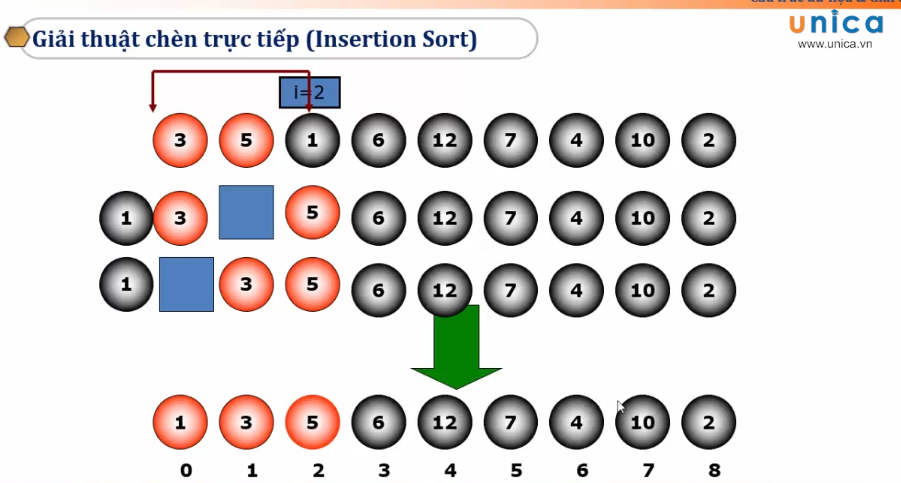 unica
www.unica.vn
Giải thuật chèn trực tiếp (Insertion Sort)
i=2
3 5 1 6 12 7 4 10 2
1 3 5 6 12 7 4 10 2
1 3 5 6 12 7 4 10 2
1 3 5 6 12 7 4 10 2
0 1 2 3 4 5 6 7 8